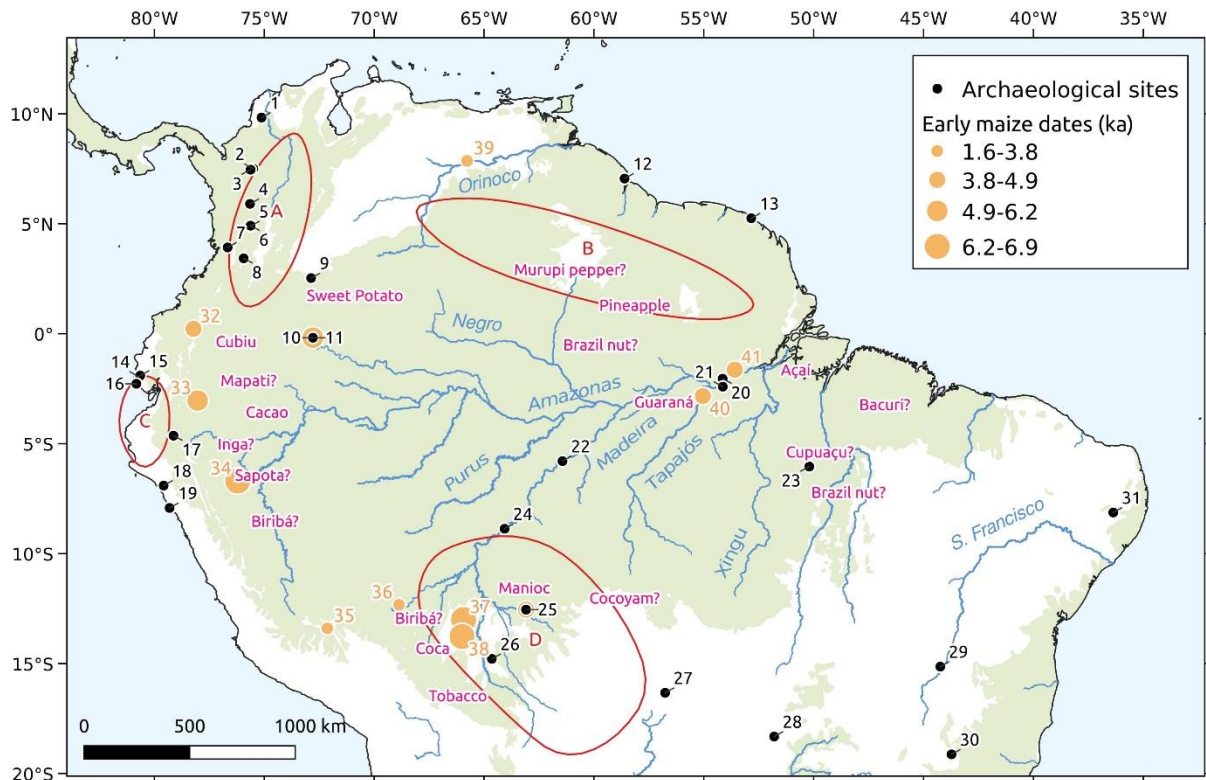 80°W 75°W 70°W 65°W 60°W 55°W 50°W 45°W 40°W 35°W
10°N
5°N
0°
5°S
10°S
15°S
20°S
Archaeological sites
Early maize dates (ka)
1.6-3.8
3.8-4.9
4.9-6.2
6.2-6.9
1
2
3
4
5
A
6
7
8
9
Sweet Potato
39
Orinoco
12
13
B
Murupi pepper?
Pineapple
32
Cubiu
10
11
Negro
Brazil nut?
14
15
16
33
Mapati?
C
Cacao
Amazonas
21
41
20
Açaí
Guaraná
40
Bacuri?
17
Inga?
34
Sapota?
18
19
Biribá?
Purus
22
Madeira
Tapajós
Cupuaçu?
23
Brazil nut?
Xingu
24
S. Francisco
31
35
36
Biribá?
Manioc
37
25
Cocoyam?
Coca
38
D
26
Tobacco
27
28
29
30
0 500 1000 km